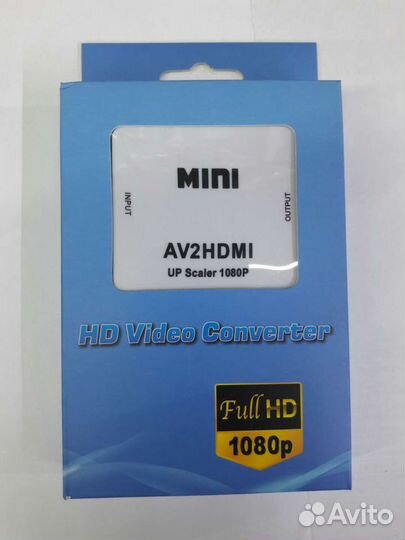 MINI
INPUT
OUTPUT
AV2HDMI
UP Scaler 1080P
HD Video Converter
Full HD
1080p
Avito